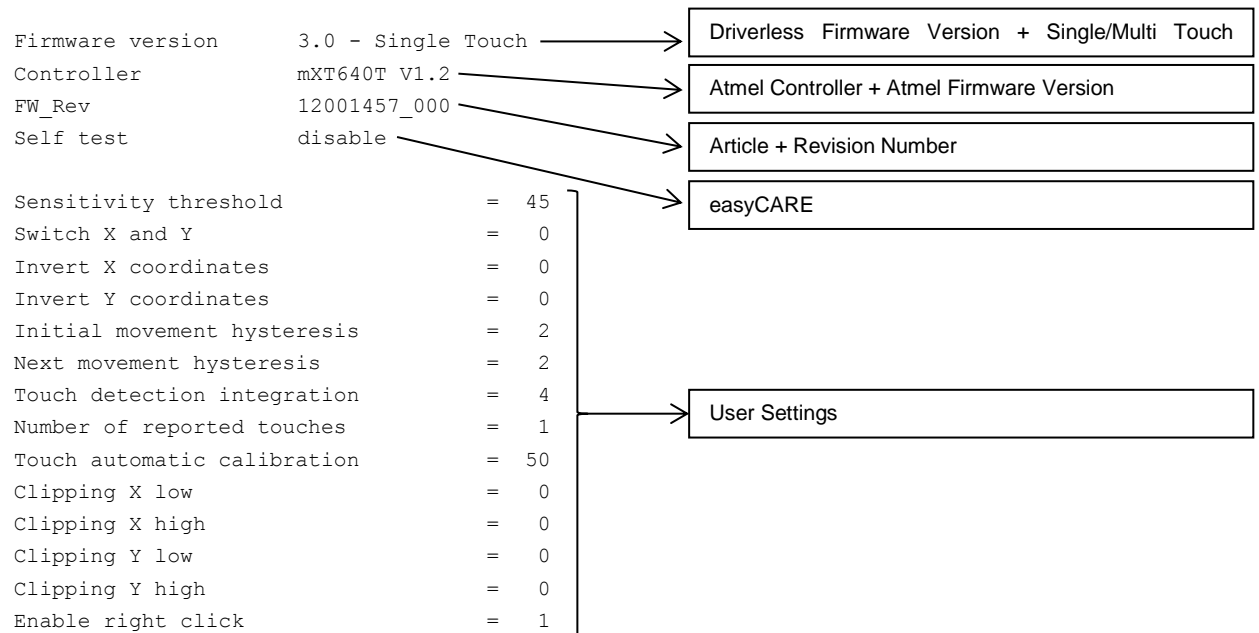 Firmware version 3.0 - Single Touch
Driverless Firmware Version + Single/Multi Touch
Controller mXT640T V1.2
Atmel Controller + Atmel Firmware Version
FW_Rev 12001457_000
Article + Revision Number
Self test disable
easyCARE
Sensitivity threshold = 45
Switch X and Y = 0
Invert X coordinates = 0
Invert Y coordinates = 0
Initial movement hysteresis = 2
Next movement hysteresis = 2
Touch detection integration = 4
Number of reported touches = 1
Touch automatic calibration = 50
Clipping X low = 0
Clipping X high = 0
Clipping Y low = 0
Clipping Y high = 0
Enable right click = 1
User Settings